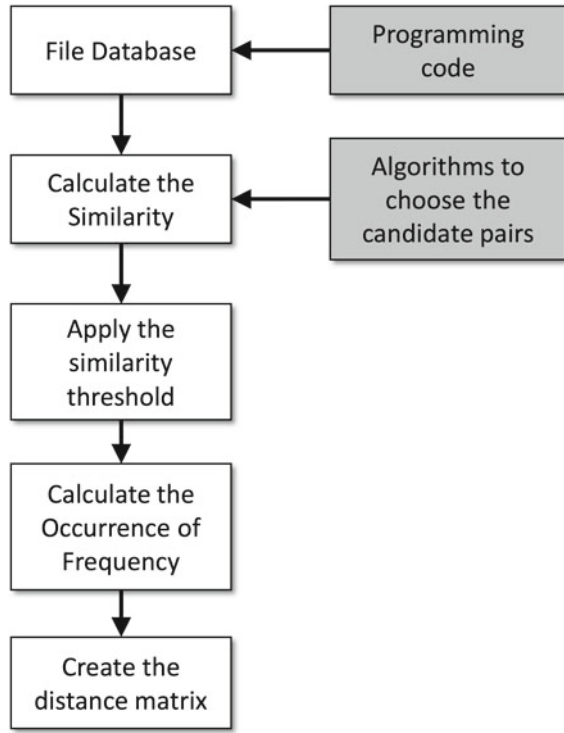 File Database
Programming
code
Calculate the
Similarity
Algorithms to
choose the
candidate pairs
Apply the
similarity
threshold
Calculate the
Occurrence of
Frequency
Create the
distance matrix